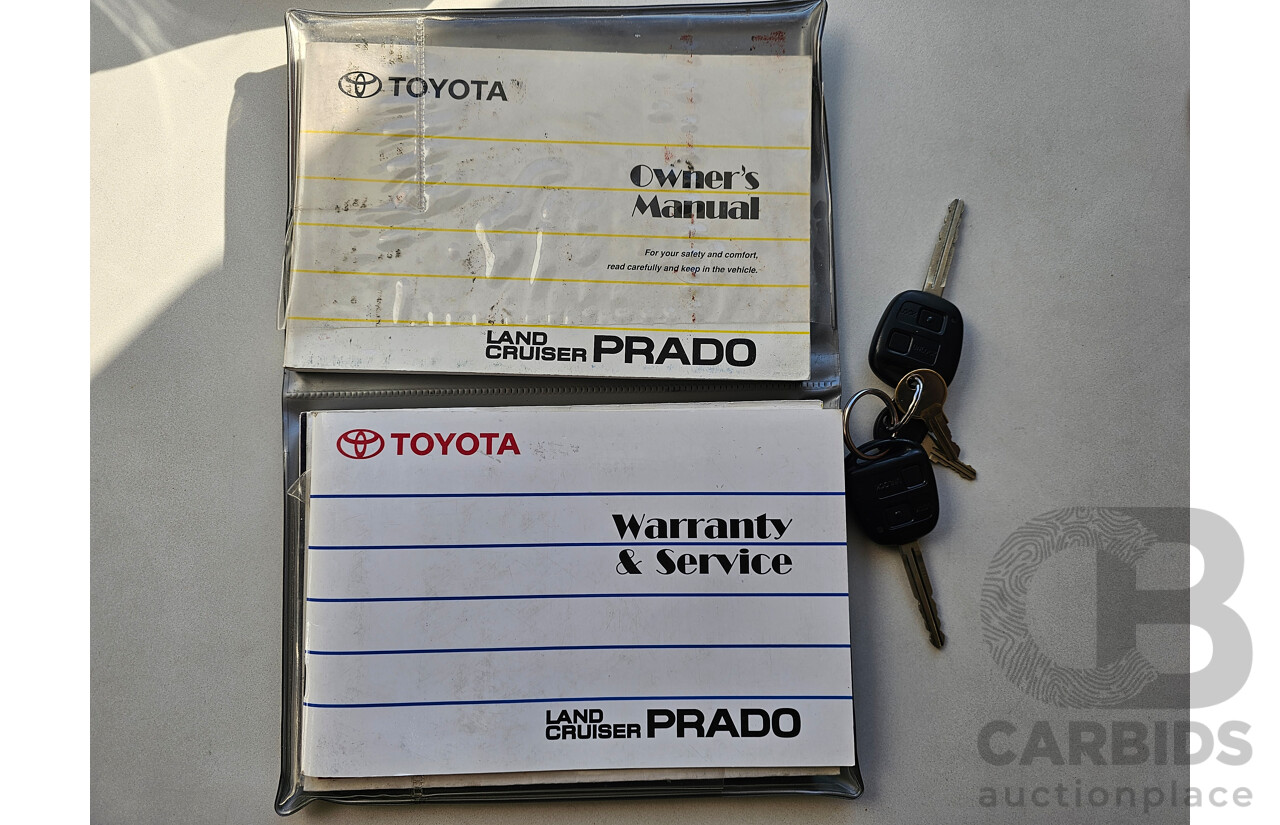 TOYOTA
Owner's
Manual
For your safety and comfort,
read carefully and keep in the vehicle.
LAND
CRUISER PRADO
TOYOTA
Warranty
& Service
LAND
CRUISER PRADO
CB
CARBIDS
auctionplace